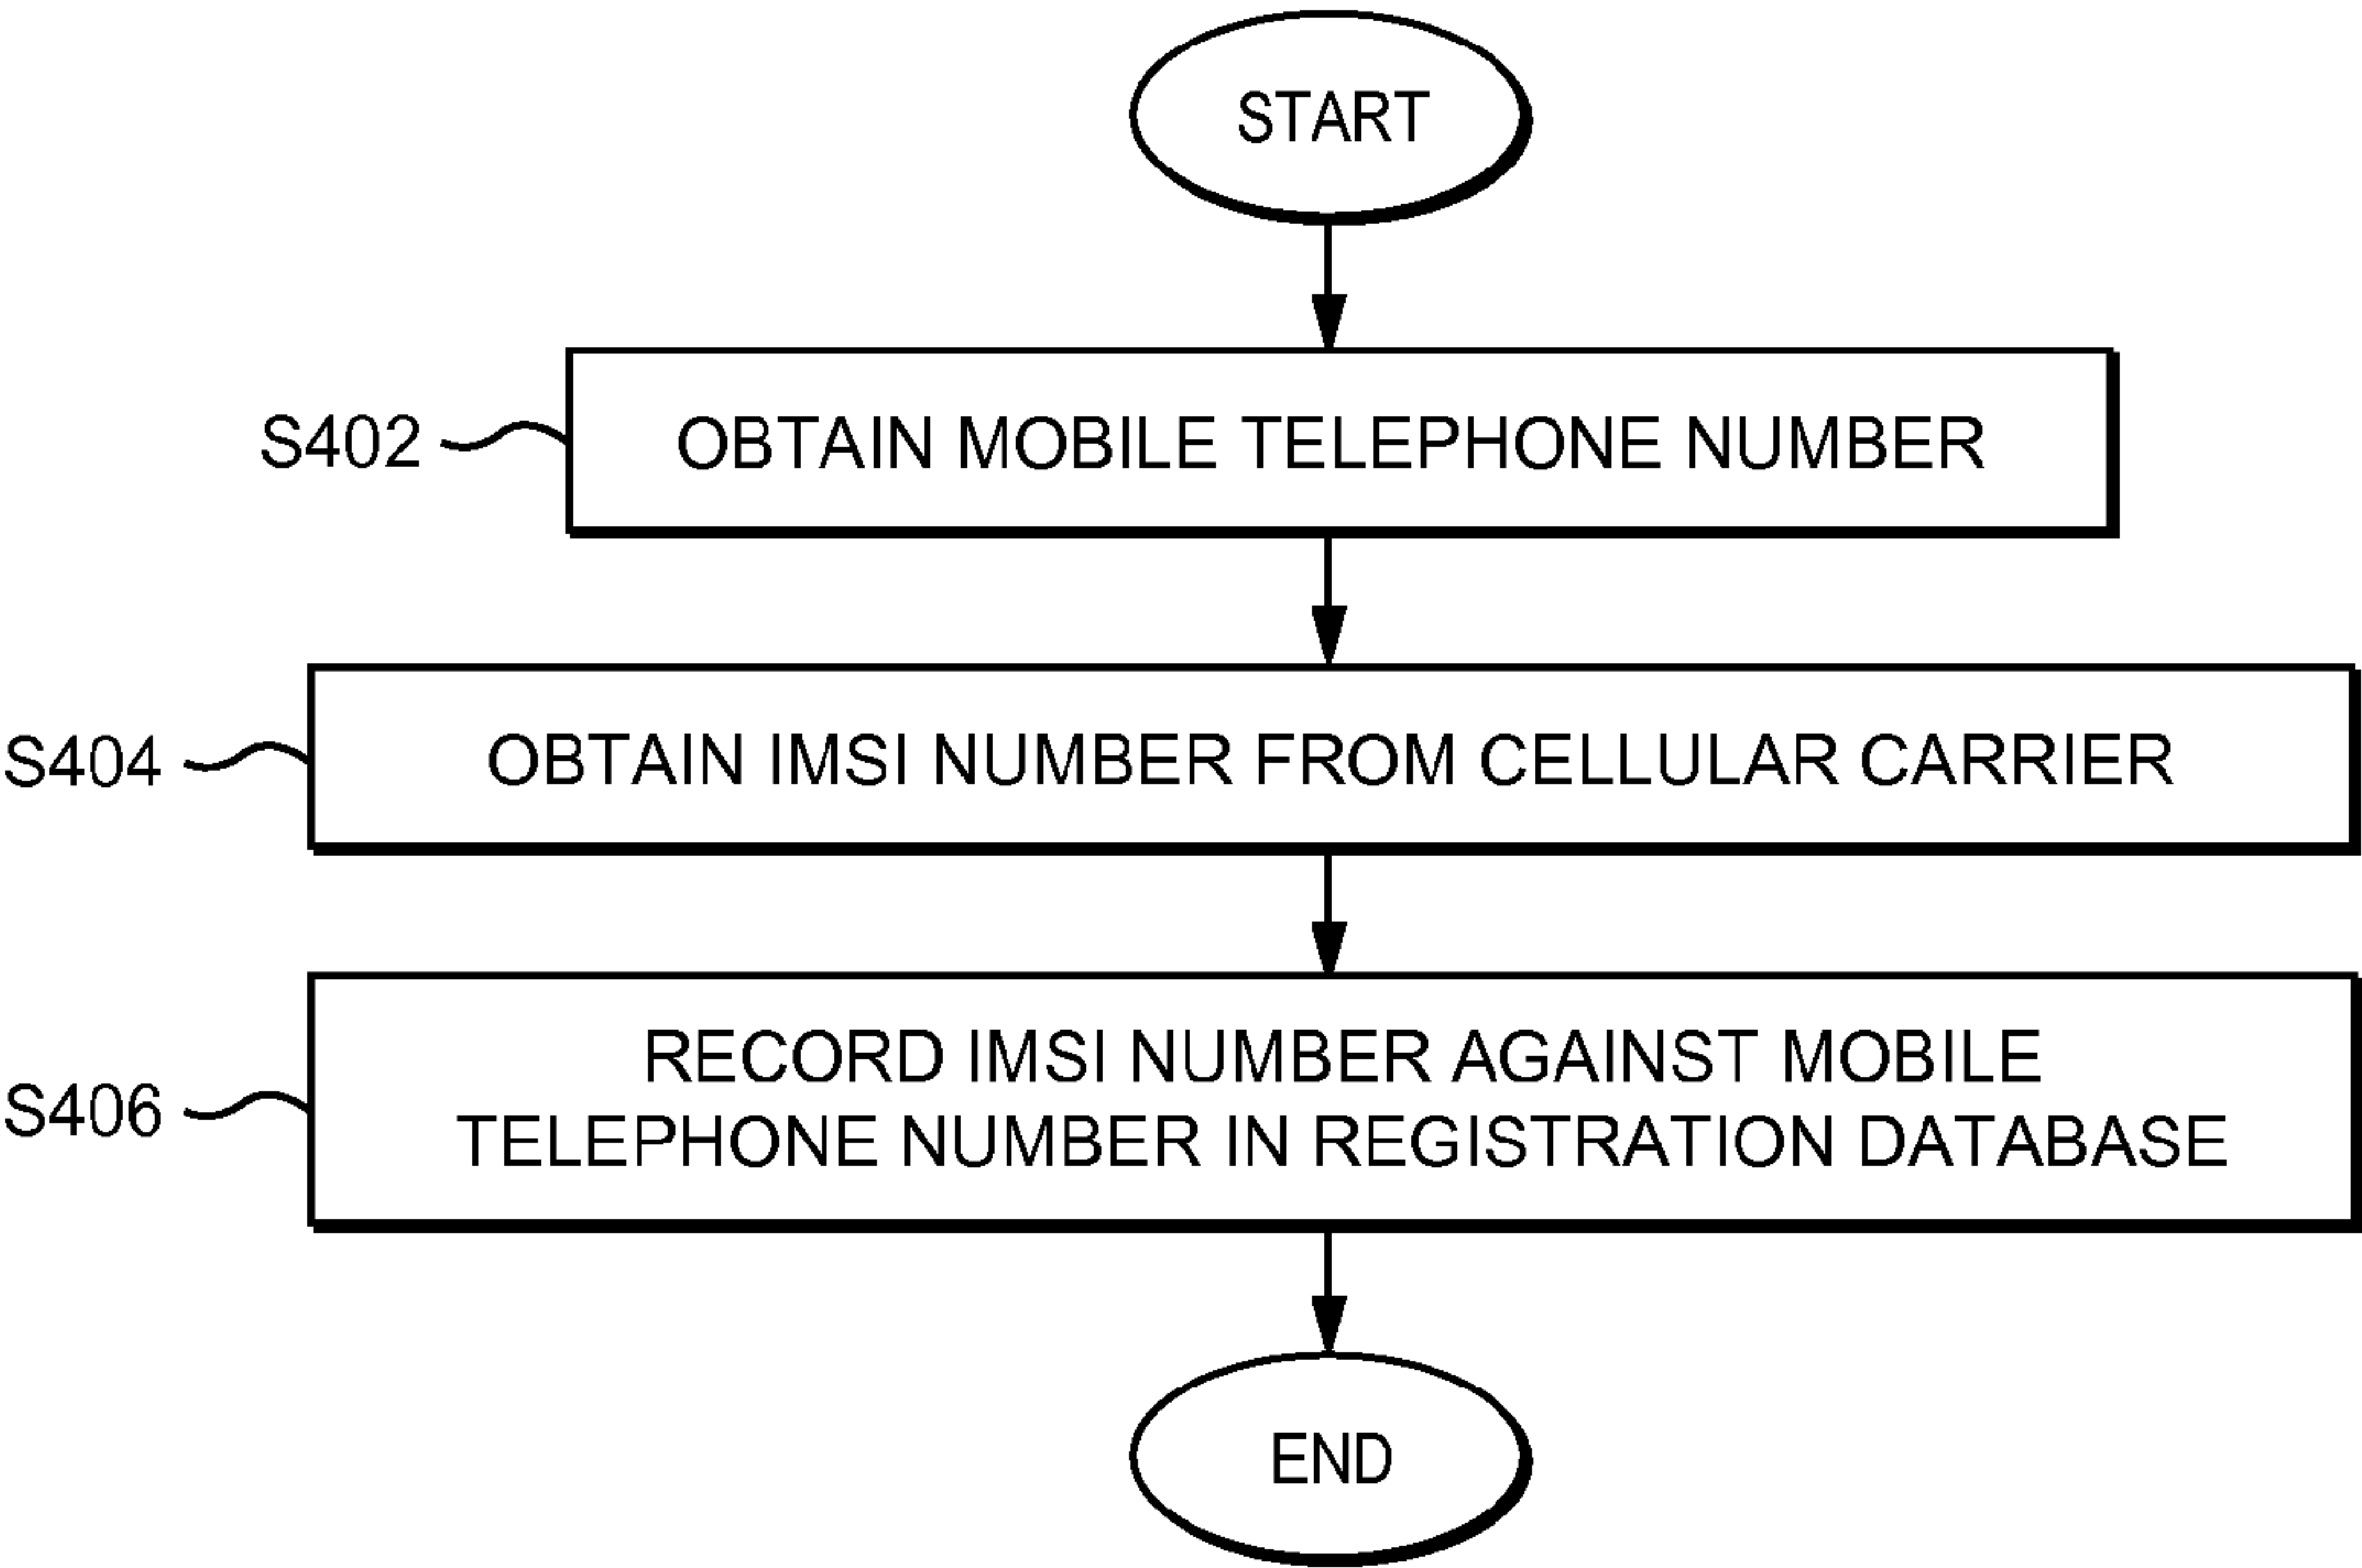 START
S402
OBTAIN MOBILE TELEPHONE NUMBER
S404
OBTAIN IMSI NUMBER FROM CELLULAR CARRIER
S406
RECORD IMSI NUMBER AGAINST MOBILE
TELEPHONE NUMBER IN REGISTRATION DATABASE
END